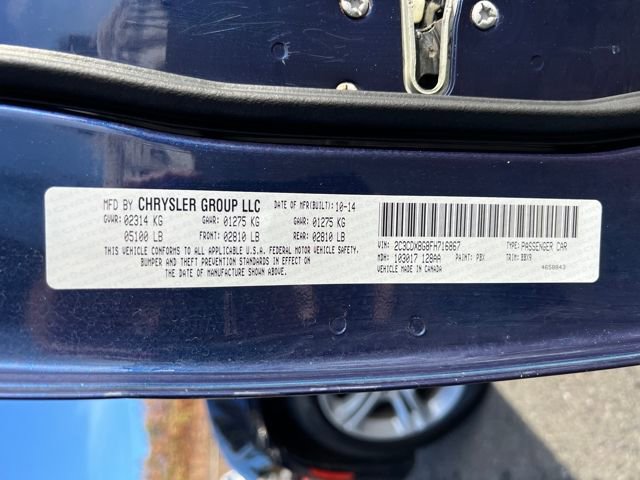 MFD BY CHRYSLER GROUP LLC DATE OF MFR(BUILT): 10-14
GVWR: 02314 KG GAWR: 01275 KG GAWR: 01275 KG
05100 LB FRONT: 02810 LB REAR: 02810 LB
THIS VEHICLE CONFORMS TO ALL APPLICABLE U.S.A. FEDERAL MOTOR VEHICLE SAFETY,
BUMPER AND THEFT PREVENTION STANDARDS IN EFFECT ON
THE DATE OF MANUFACTURE SHOWN ABOVE.
VIN: 2C3CDXBG8FH716867 TYPE: PASSENGER CAR
MDH: 103017 128AA PAINT: PBX TRIM: BBX9
VEHICLE MADE IN CANADA 4658843